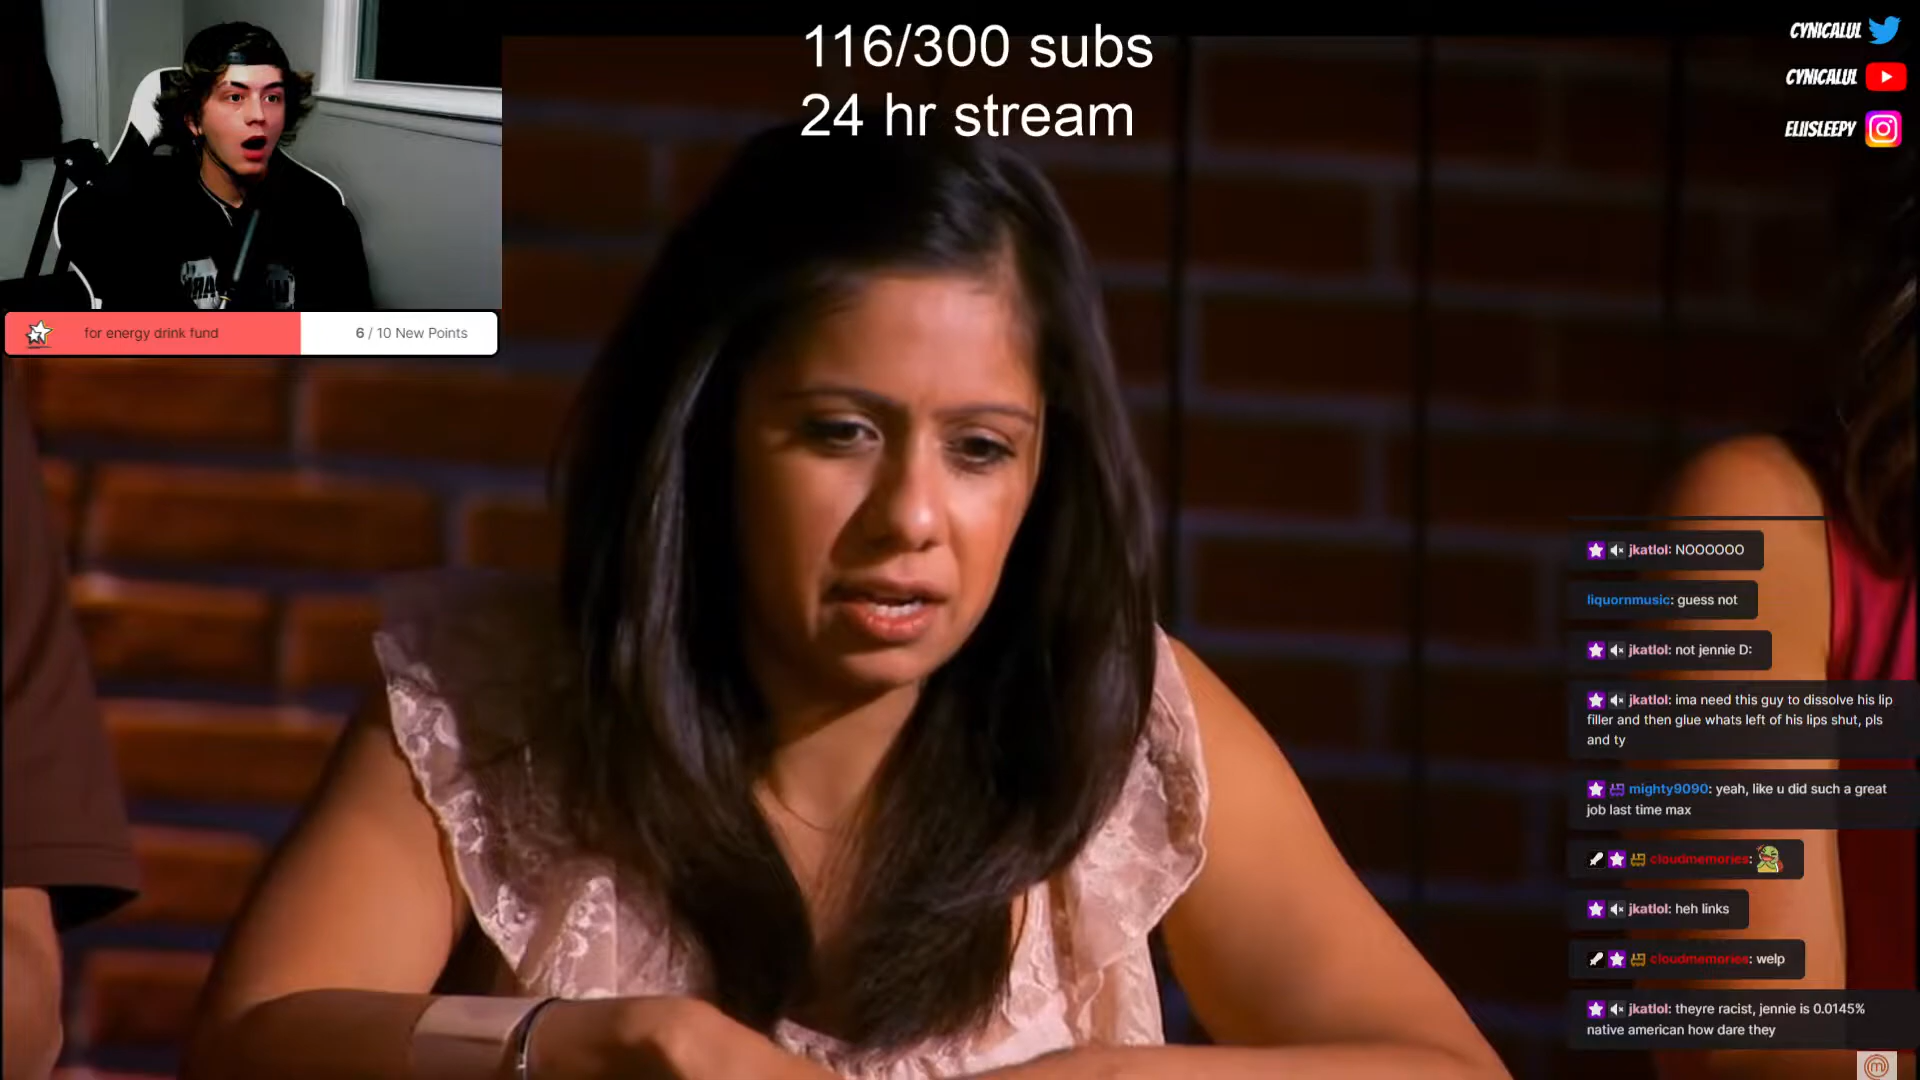 116/300 subs
24 hr stream
CYNICALUL
CYNICALUL
ELIISLEEPY
for energy drink fund
6 / 10 New Points
jkatlol: NOOOOOO
liquornmusic: guess not
jkatlol: not jennie D:
jkatlol: ima need this guy to dissolve his lip
filler and then glue whats left of his lips shut, pls
and ty
mighty9090: yeah, like u did such a great
job last time max
cloudmemories:
jkatlol: heh links
cloudmemories: welp
jkatlol: theyre racist, jennie is 0.0145%
native american how dare they